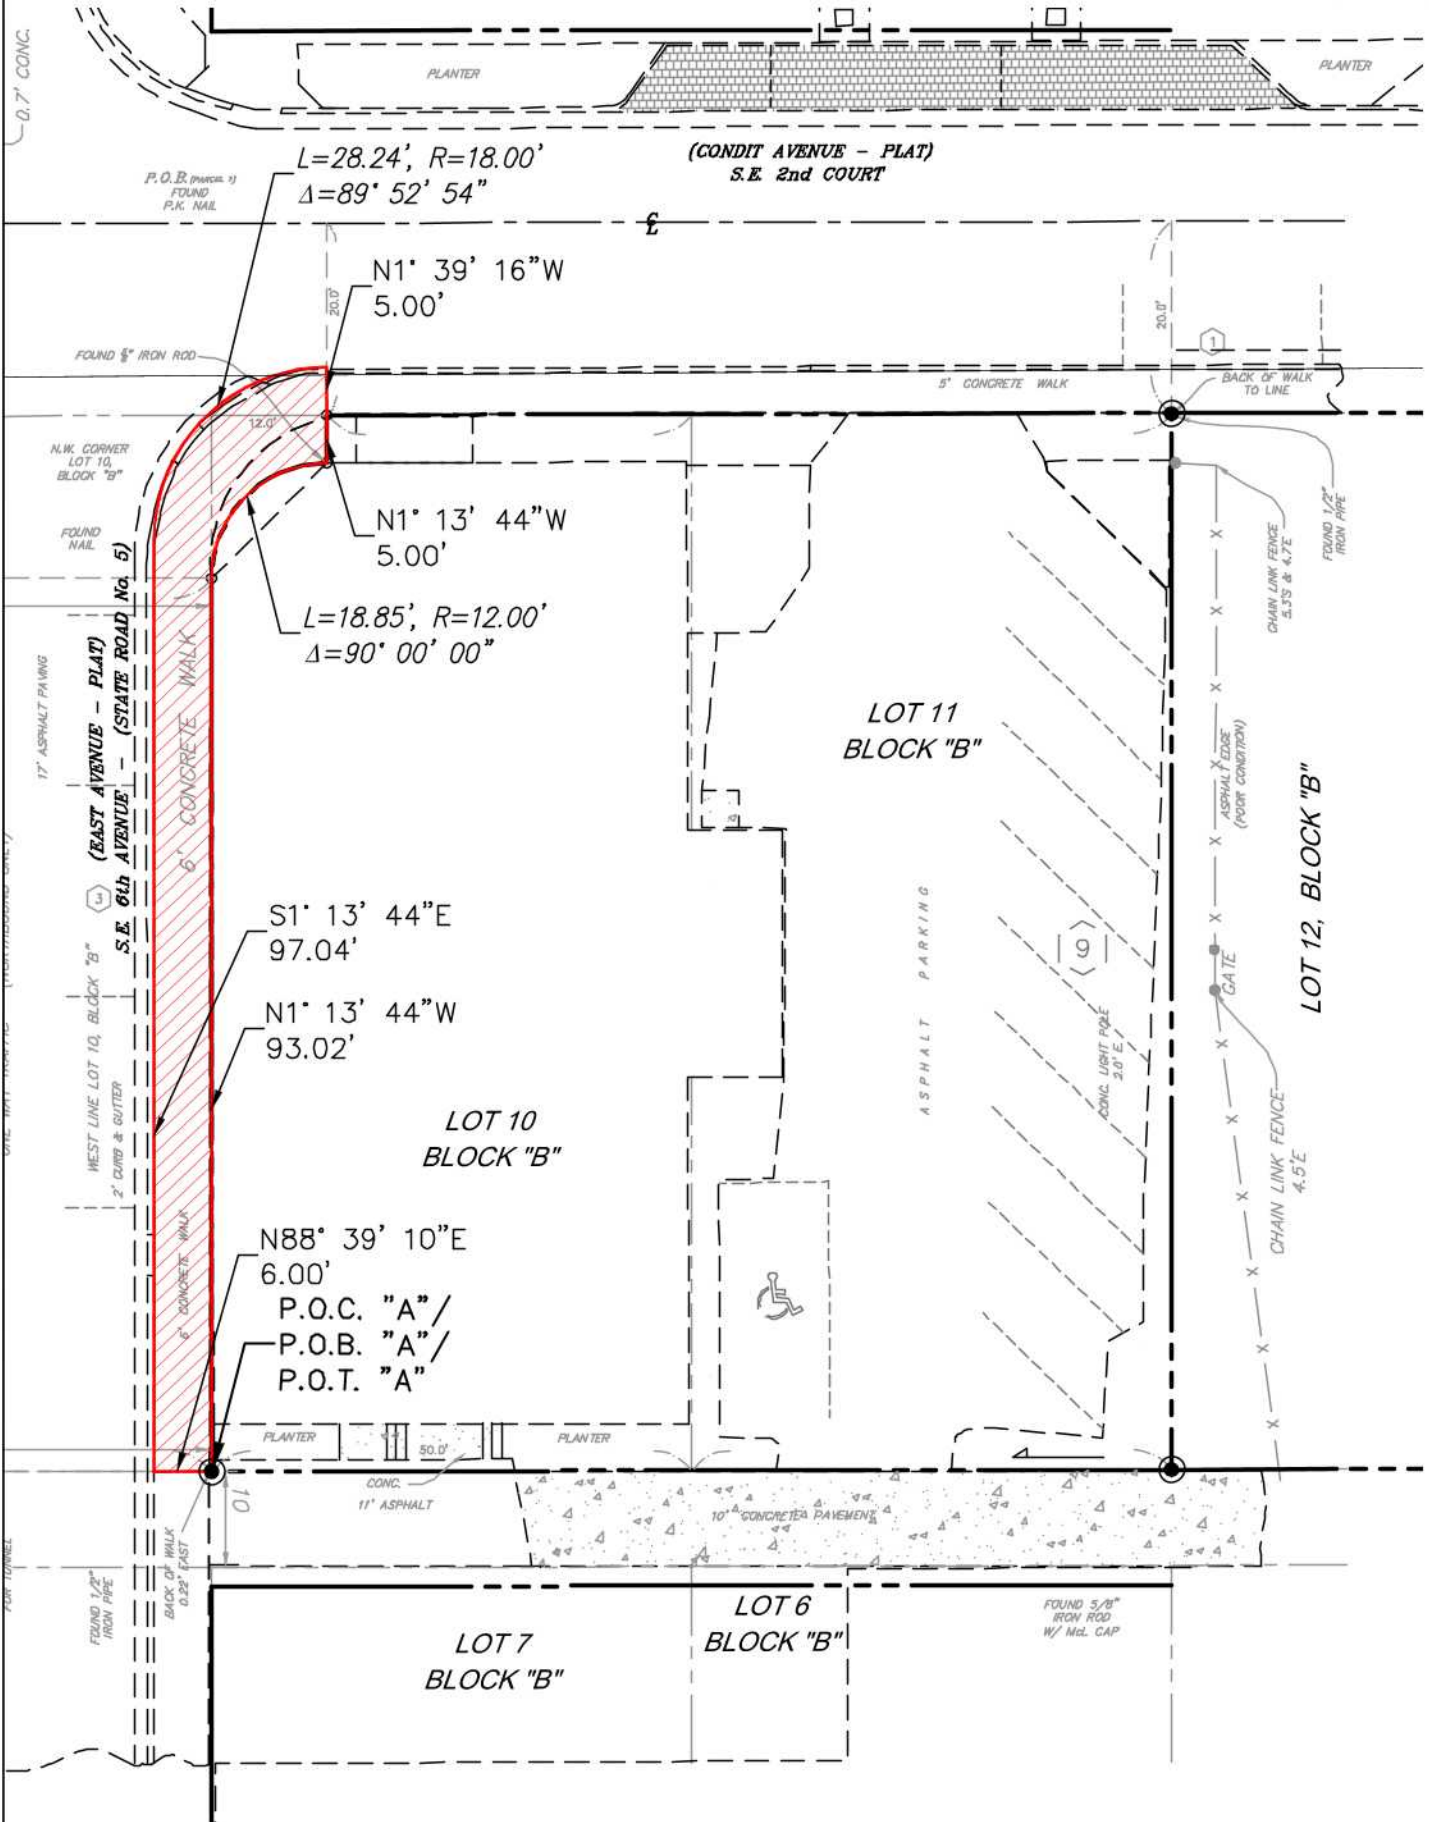 0.7' CONC.
PLANTER
PLANTER
(CONDIT AVENUE - PLAT)
S.E. 2nd COURT
L=28.24', R=18.00'
Δ=89° 52' 54"
P.O.B. (PARCEL 1)
FOUND
P.K. NAIL
℄
N1° 39' 16"W
5.00'
20.0'
20.0'
1
FOUND ⅝" IRON ROD
5' CONCRETE WALK
BACK OF WALK
TO LINE
12.0'
N.W. CORNER
LOT 10,
BLOCK "B"
FOUND
NAIL
N1° 13' 44"W
5.00'
L=18.85', R=12.00'
Δ=90° 00' 00"
FOUND 1/2"
IRON PIPE
CHAIN LINK FENCE
5.3'S & 4.7'E
17' ASPHALT PAVING
(EAST AVENUE - PLAT)
S.E. 6th AVENUE - (STATE ROAD No. 5)
3
6' CONCRETE WALK
LOT 11
BLOCK "B"
ASPHALT EDGE
(POOR CONDITION)
LOT 12, BLOCK "B"
S1° 13' 44"E
97.04'
N1° 13' 44"W
93.02'
ASPHALT PARKING
9
GATE
CONC. LIGHT POLE
2.0' E.
WEST LINE LOT 10, BLOCK "B"
2' CURB & GUTTER
LOT 10
BLOCK "B"
CHAIN LINK FENCE
4.5'E
6' CONCRETE WALK
N88° 39' 10"E
6.00'
P.O.C. "A"/
P.O.B. "A"/
P.O.T. "A"
PLANTER
50.0'
PLANTER
CONC.
11' ASPHALT
10
10' CONCRETE PAVEMENT
BACK OF WALK
0.22' EAST
FOUND 1/2"
IRON PIPE
FOUND 5/8"
IRON ROD
W/ McL CAP
LOT 6
BLOCK "B"
LOT 7
BLOCK "B"